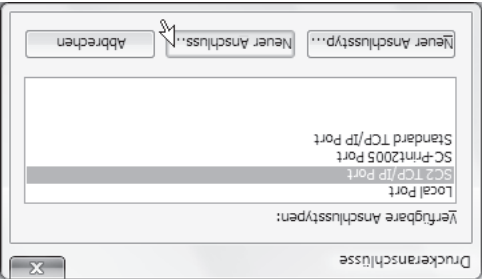 Druckeranschlüsse
Verfügbare Anschlusstypen:
Local Port
SC2 TCP/IP Port
SC-Print2005 Port
Standard TCP/IP Port
Neuer Anschlusstyp... Neuer Anschluss... Abbrechen